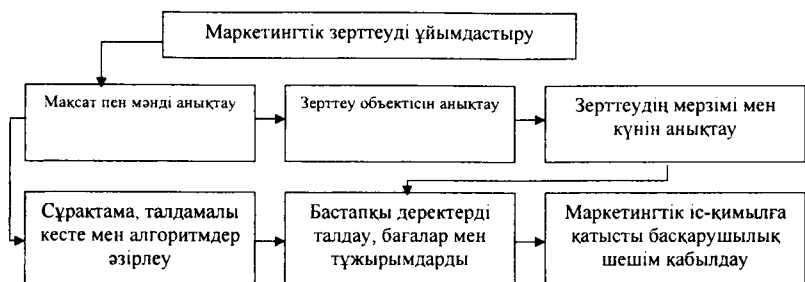 Маркетингтік зерттеуді ұйымдастыру
Мақсат пен мәнді анықтау
Зерттеу объектісін анықтау
Зерттеудің мерзімі мен
күнін анықтау
Сұрақтама, талдамалы
кесте мен алгоритмдер
әзірлеу
Бастапқы деректерді
талдау, бағалар мен
тұжырымдарды
Маркетингтік іс-қимылға
қатысты басқарушылық
шешім қабылдау